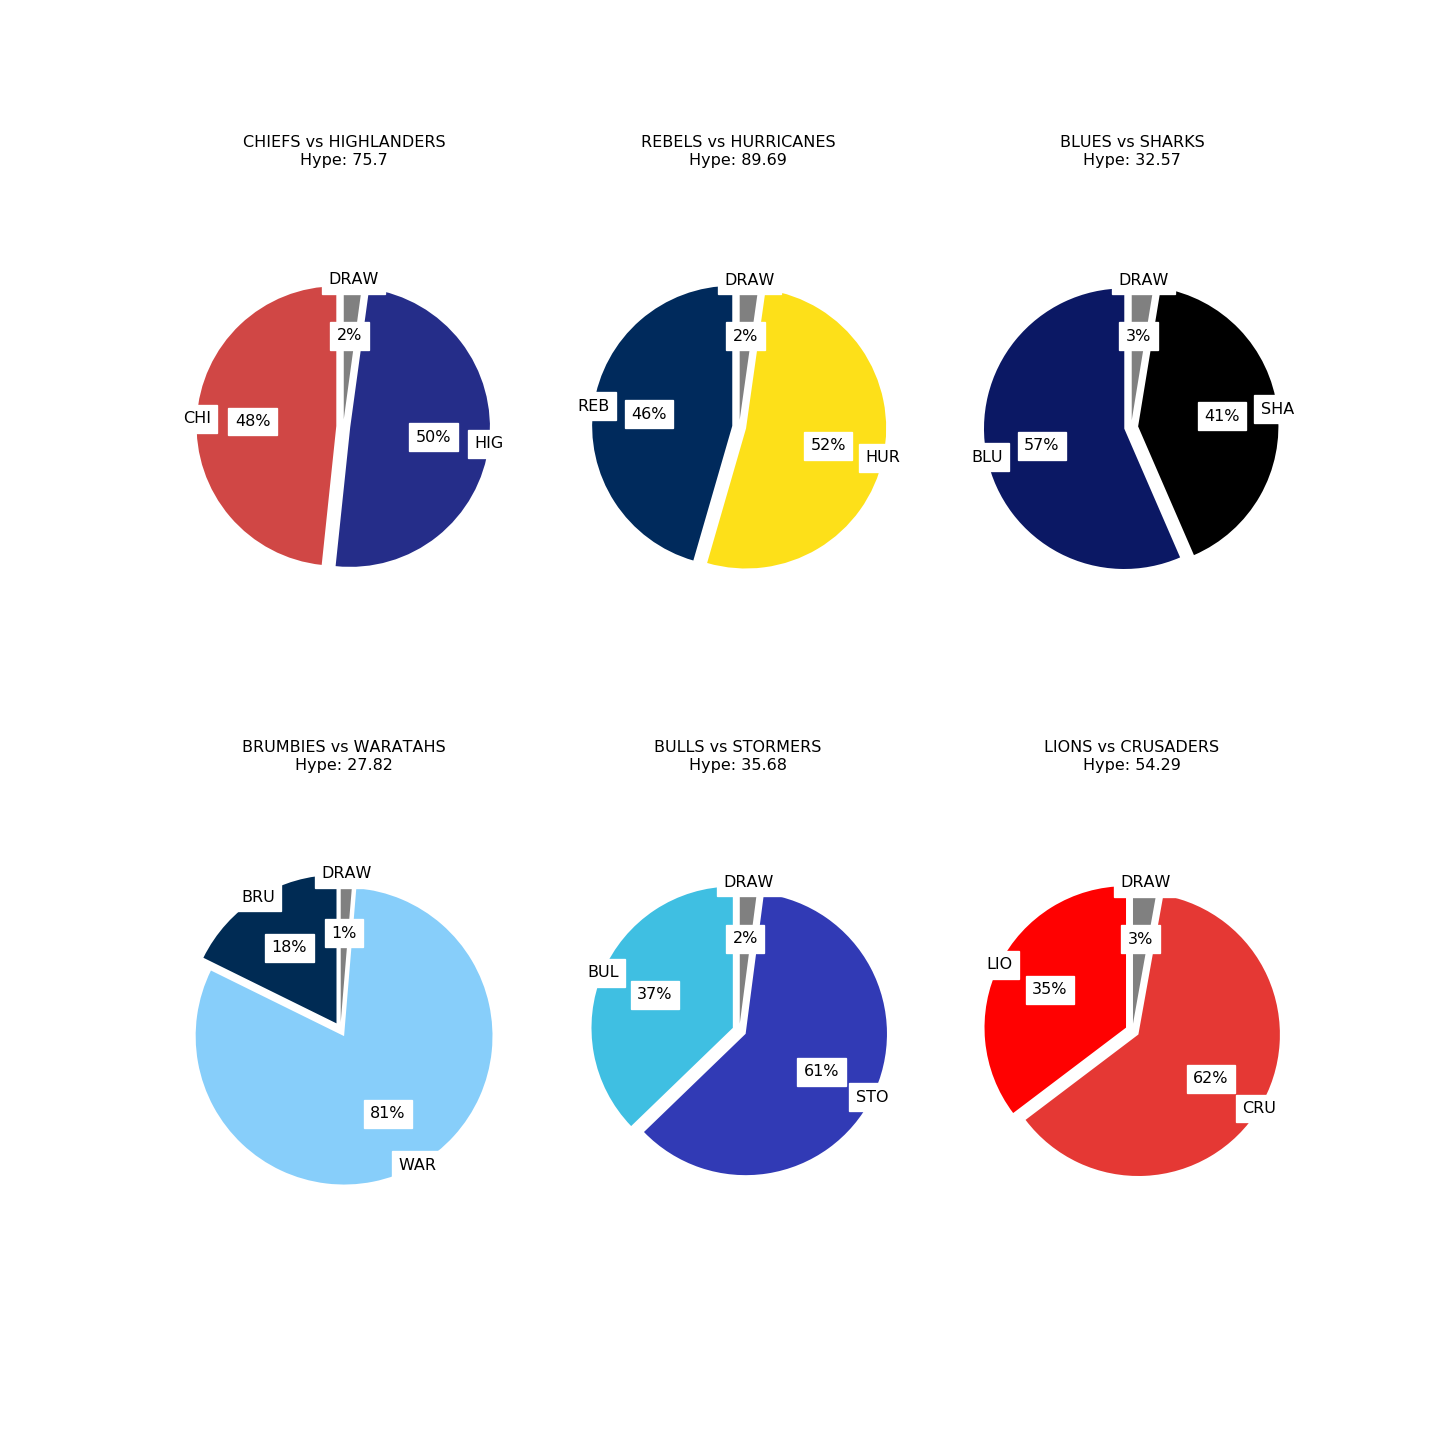 CHIEFS vs HIGHLANDERS
Hype: 75.7
DRAW
2%
CHI
48%
50%
HIG
REBELS vs HURRICANES
Hype: 89.69
DRAW
2%
REB
46%
52%
HUR
BLUES vs SHARKS
Hype: 32.57
DRAW
3%
SHA
41%
57%
BLU
BRUMBIES vs WARATAHS
Hype: 27.82
DRAW
BRU
1%
18%
81%
WAR
BULLS vs STORMERS
Hype: 35.68
DRAW
2%
BUL
37%
61%
STO
LIONS vs CRUSADERS
Hype: 54.29
DRAW
3%
LIO
35%
62%
CRU